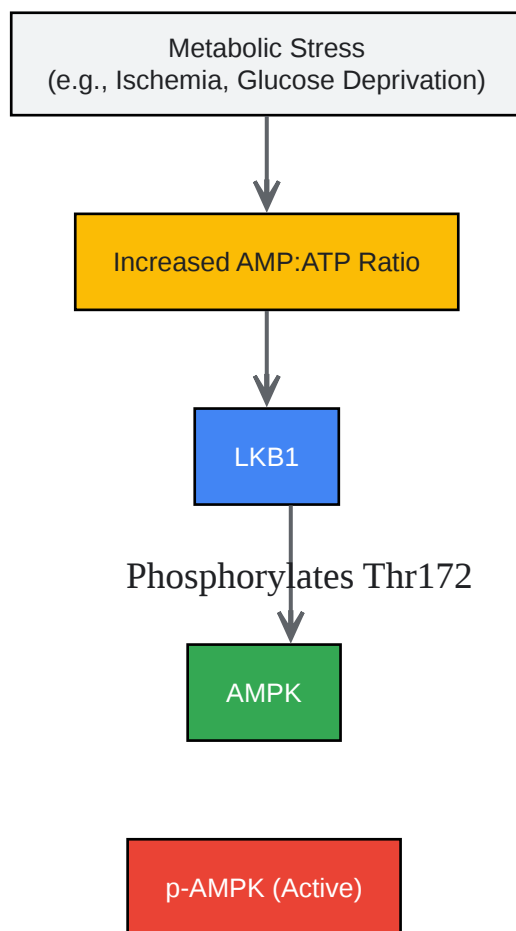 Metabolic Stress
(e.g., Ischemia, Glucose Deprivation)
Increased AMP:ATP Ratio
LKB1
Phosphorylates Thr172
AMPK
p-AMPK (Active)